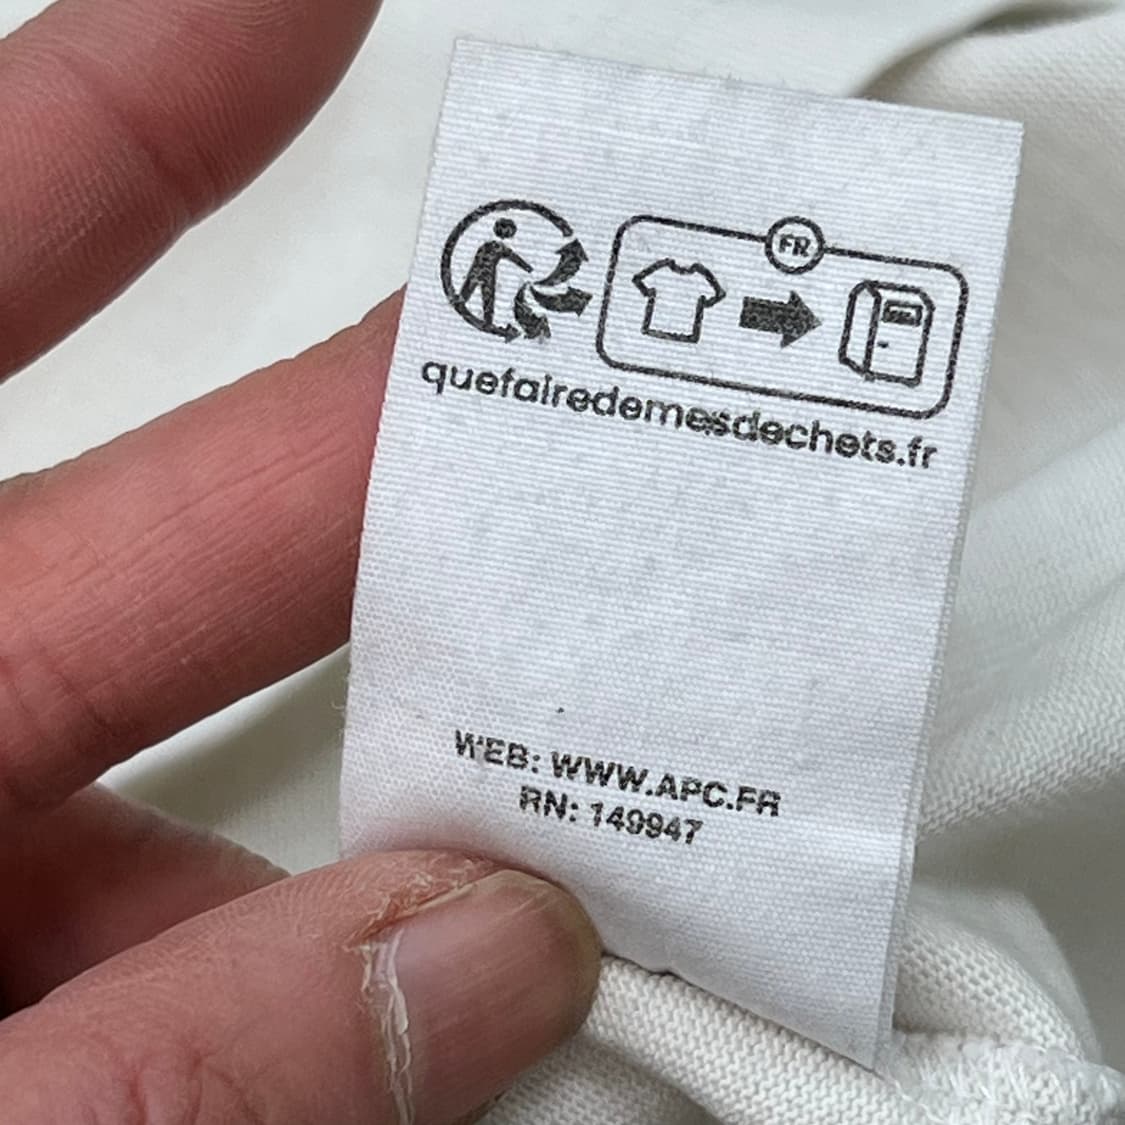 FR
quefairedemesdechets.fr
WEB: WWW.APC.FR
RN: 149947